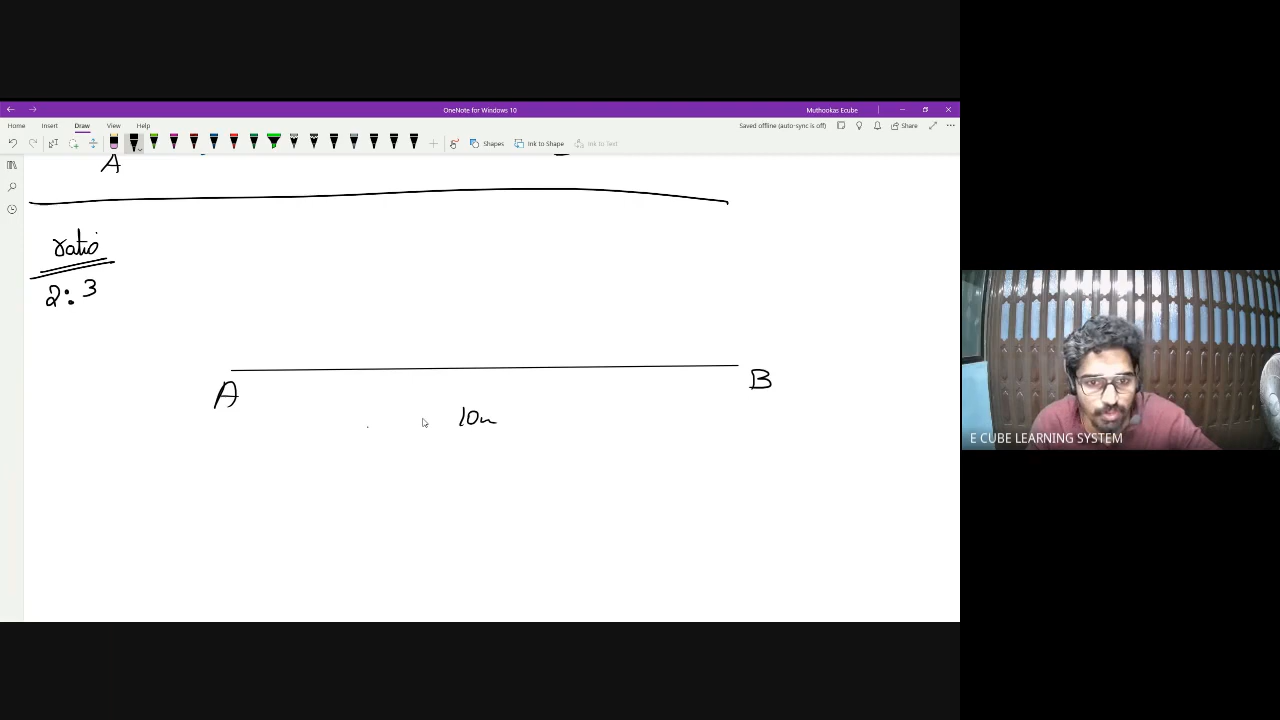 OneNote for Windows 10
Muthookas Ecube
Home Insert Draw View Help
Saved offline (auto-sync is off)
Share
Shapes
Ink to Shape
Ink to Text
A
ratio
2:3
A
B
10m
E CUBE LEARNING SYSTEM